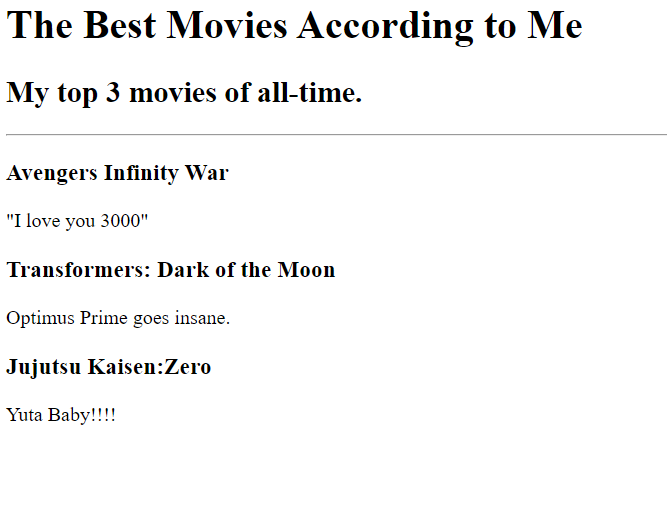 The Best Movies According to Me
My top 3 movies of all-time.
Avengers Infinity War
"I love you 3000"
Transformers: Dark of the Moon
Optimus Prime goes insane.
Jujutsu Kaisen:Zero
Yuta Baby!!!!